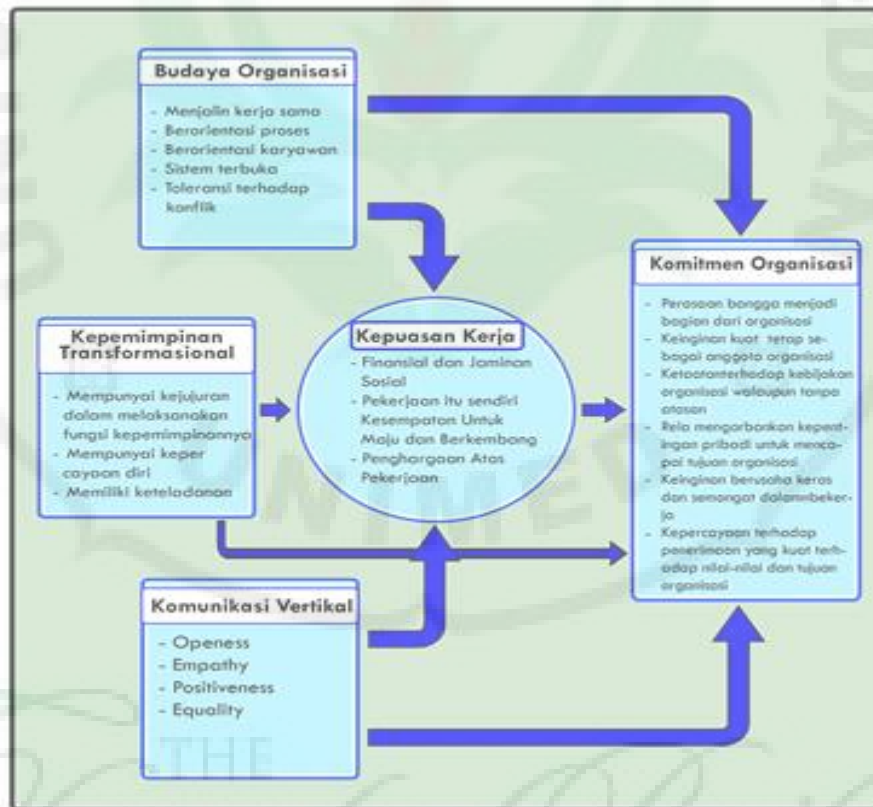 Budaya Organisasi
- Menjalin kerja sama
- Berorientasi proses
- Berorientasi karyawan
- Sistem terbuka
- Toleransi terhadap
konflik
Kepemimpinan
Transformasional
- Mempunyai kejujuran
dalam melaksanakan
fungsi kepemimpinannya
- Mempunyai keper
cayaan diri
- Memiliki keteladanan
Kepuasan Kerja
- Finansial dan Jaminan
Sosial
- Pekerjaan itu sendiri
Kesempatan Untuk
Maju dan Berkembang
- Penghargaan Atas
Pekerjaan
Komunikasi Vertikal
- Openess
- Empathy
- Positiveness
- Equality
Komitmen Organisasi
- Perasaan bangga menjadi
bagian dari organisasi
- Keinginan kuat tetap se-
bagai anggota organisasi
- Ketaatanterhadap kebijakan
organisasi walaupun tanpa
atasan
- Rela mengorbankan kepent-
ingan pribadi untuk menca-
pai tujuan organisasi
- Keinginan berusaha keras
dan semangat dalammbeker-
ja
- Kepercayaan terhadap
penerimaan yang kuat terh-
adap nilai-nilai dan tujuan
organisasi
UNIMED
THE